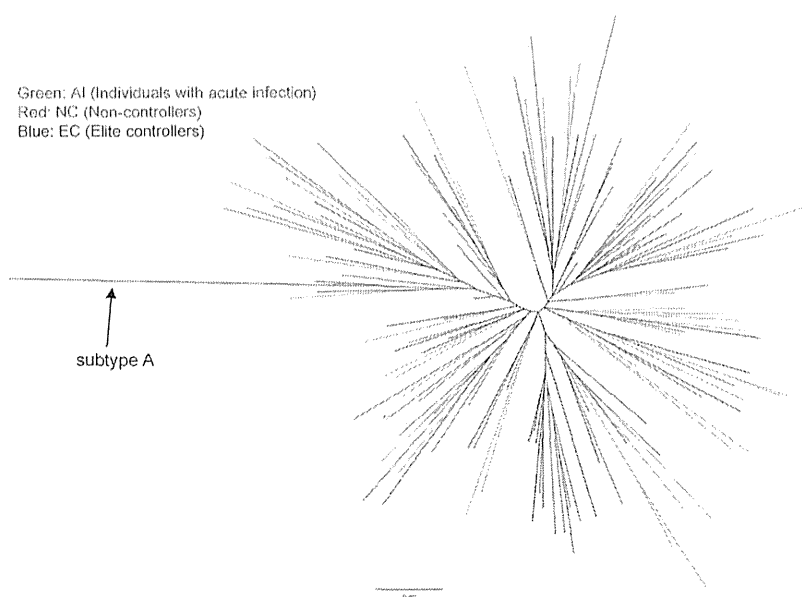 Green: AI (Individuals with acute infection)
Red: NC (Non-controllers)
Blue: EC (Elite controllers)
subtype A